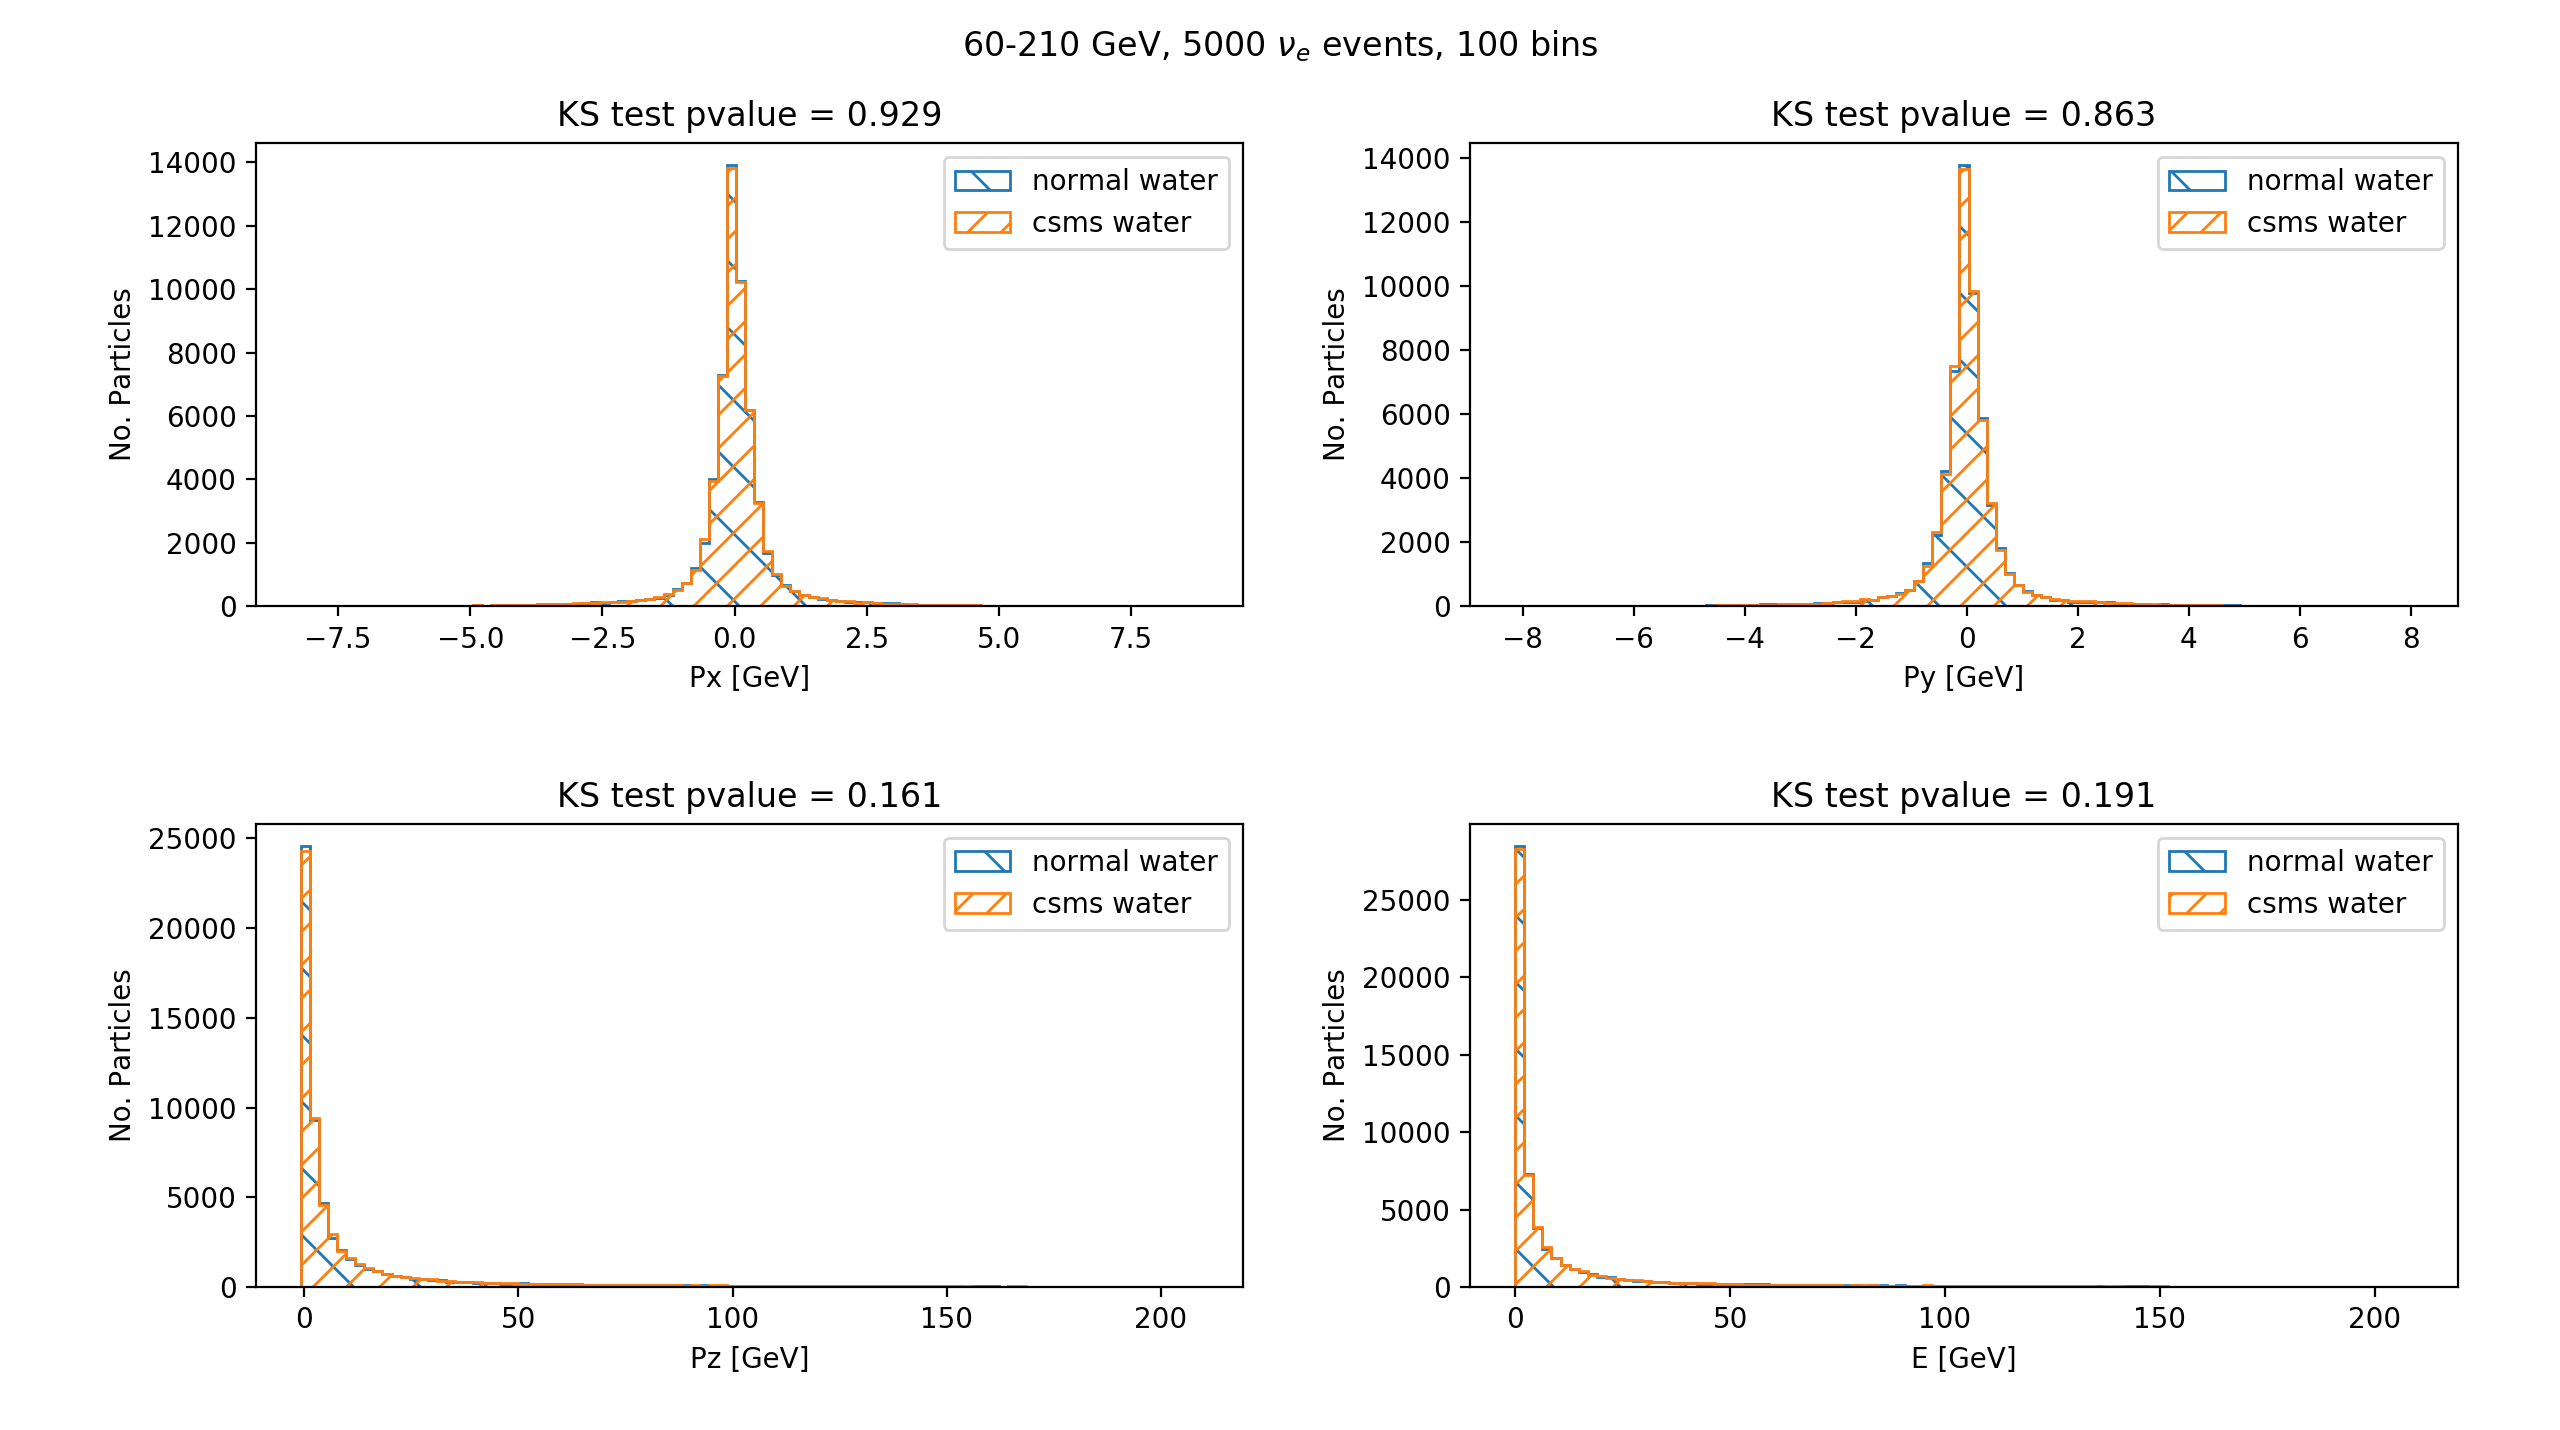 60-210 GeV, 5000 νe events, 100 bins
KS test pvalue = 0.929
14000
12000
10000
8000
6000
4000
2000
0
No. Particles
normal water
csms water
−7.5 −5.0 −2.5 0.0 2.5 5.0 7.5
Px [GeV]
KS test pvalue = 0.863
14000
12000
10000
8000
6000
4000
2000
0
No. Particles
normal water
csms water
−8 −6 −4 −2 0 2 4 6 8
Py [GeV]
KS test pvalue = 0.161
25000
20000
15000
10000
5000
0
No. Particles
normal water
csms water
0 50 100 150 200
Pz [GeV]
KS test pvalue = 0.191
25000
20000
15000
10000
5000
0
No. Particles
normal water
csms water
0 50 100 150 200
E [GeV]